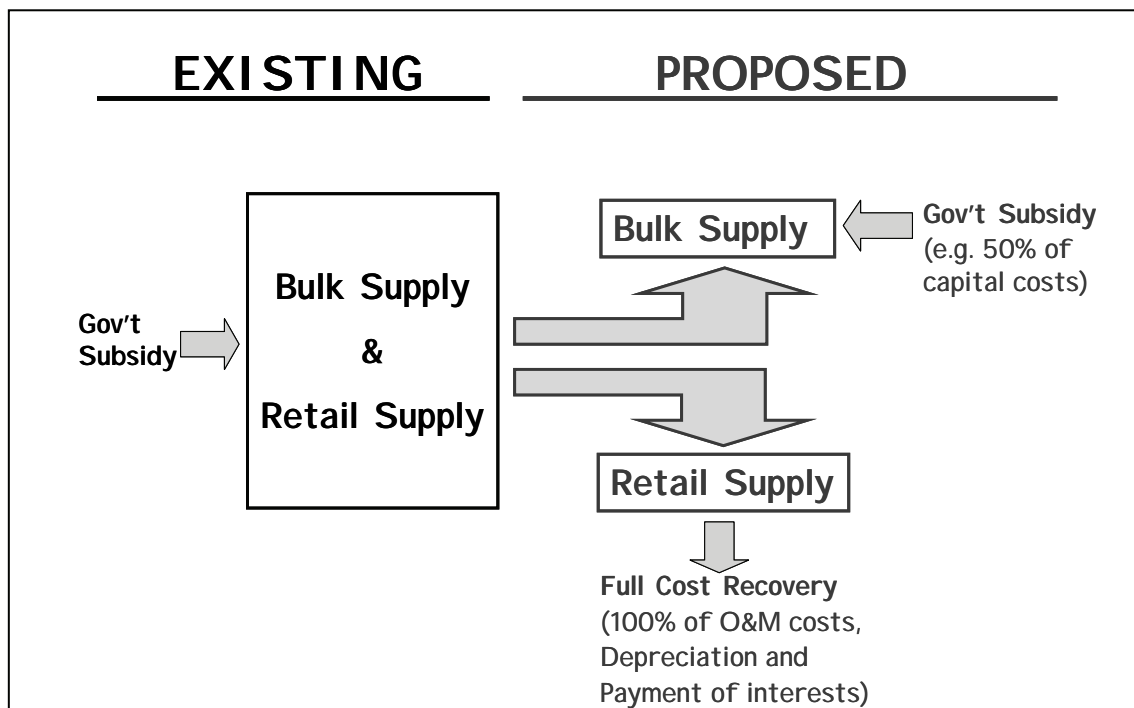 EXISTING
PROPOSED
Gov't
Subsidy
Bulk Supply
&
Retail Supply
Bulk Supply
Gov't Subsidy
(e.g. 50% of
capital costs)
Retail Supply
Full Cost Recovery
(100% of O&M costs,
Depreciation and
Payment of interests)